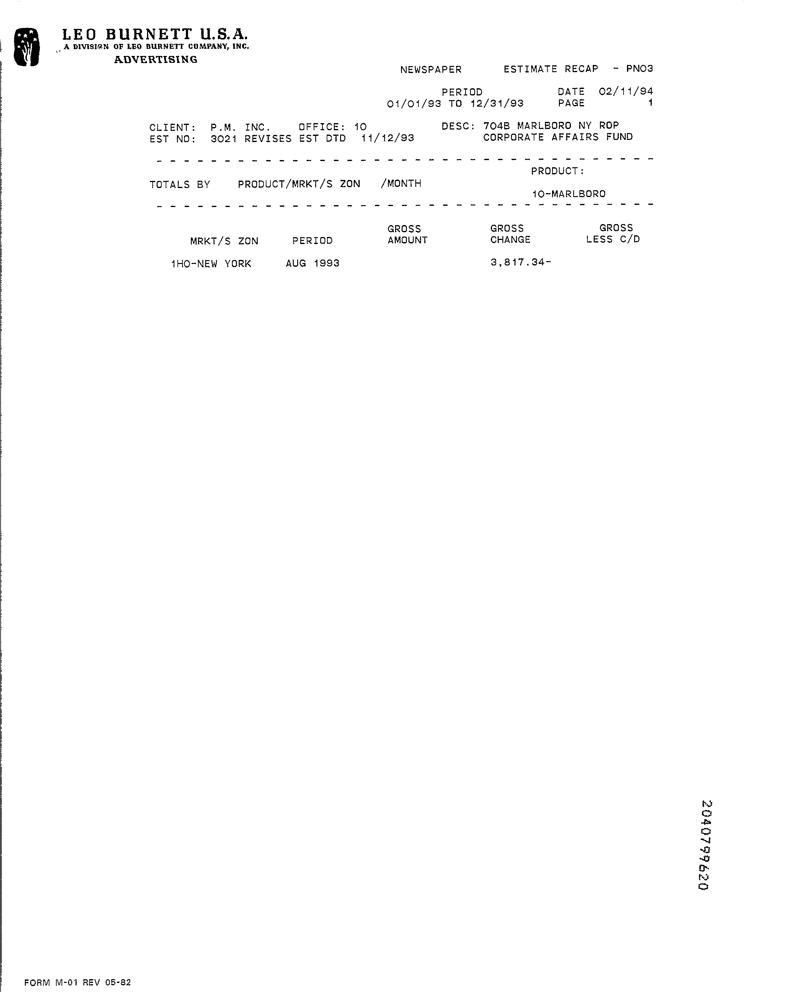 LEO BURNETT U.S.A.
A DIVISION OF LEO BURNETT COMPANY, INC.
ADVERTISING
NEWSPAPER ESTIMATE RECAP - PN03
PERIOD DATE 02/11/94
01/01/93 TO 12/31/93 PAGE 1
CLIENT: P.M. INC. OFFICE: 10 DESC: 704B MARLBORO NY ROP
EST NO: 3021 REVISES EST DTD 11/12/93 CORPORATE AFFAIRS FUND
- - - - - - - - - - - - - - - - - - - - - - - - - - - - - - - - - - - - -
PRODUCT:
TOTALS BY PRODUCT/MRKT/S ZON /MONTH
10-MARLBORO
- - - - - - - - - - - - - - - - - - - - - - - - - - - - - - - - - - - - -
GROSS GROSS GROSS
MRKT/S ZON PERIOD AMOUNT CHANGE LESS C/D
1HO-NEW YORK AUG 1993 3,817.34-
2040799620
FORM M-01 REV 05-82